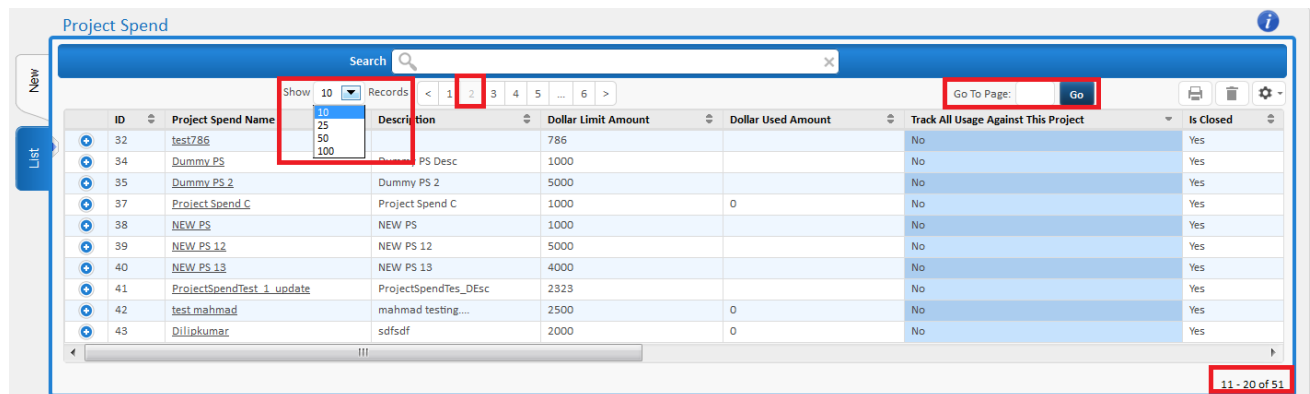 Project Spend
i
New
List
Search
Show 10 Records < 1 2 3 4 5 ... 6 > Go To Page: Go
10
25
50
100
ID Project Spend Name Description Dollar Limit Amount Dollar Used Amount Track All Usage Against This Project Is Closed
32 test786 786 No Yes
34 Dummy PS Dummy PS Desc 1000 No Yes
35 Dummy PS 2 Dummy PS 2 5000 No Yes
37 Project Spend C Project Spend C 1000 0 No Yes
38 NEW PS NEW PS 1000 No Yes
39 NEW PS 12 NEW PS 12 5000 No Yes
40 NEW PS 13 NEW PS 13 4000 No Yes
41 ProjectSpendTest_1_update ProjectSpendTes_DEsc 2323 No Yes
42 test mahmad mahmad testing.... 2500 0 No Yes
43 Dilipkumar sdfsdf 2000 0 No Yes
11 - 20 of 51